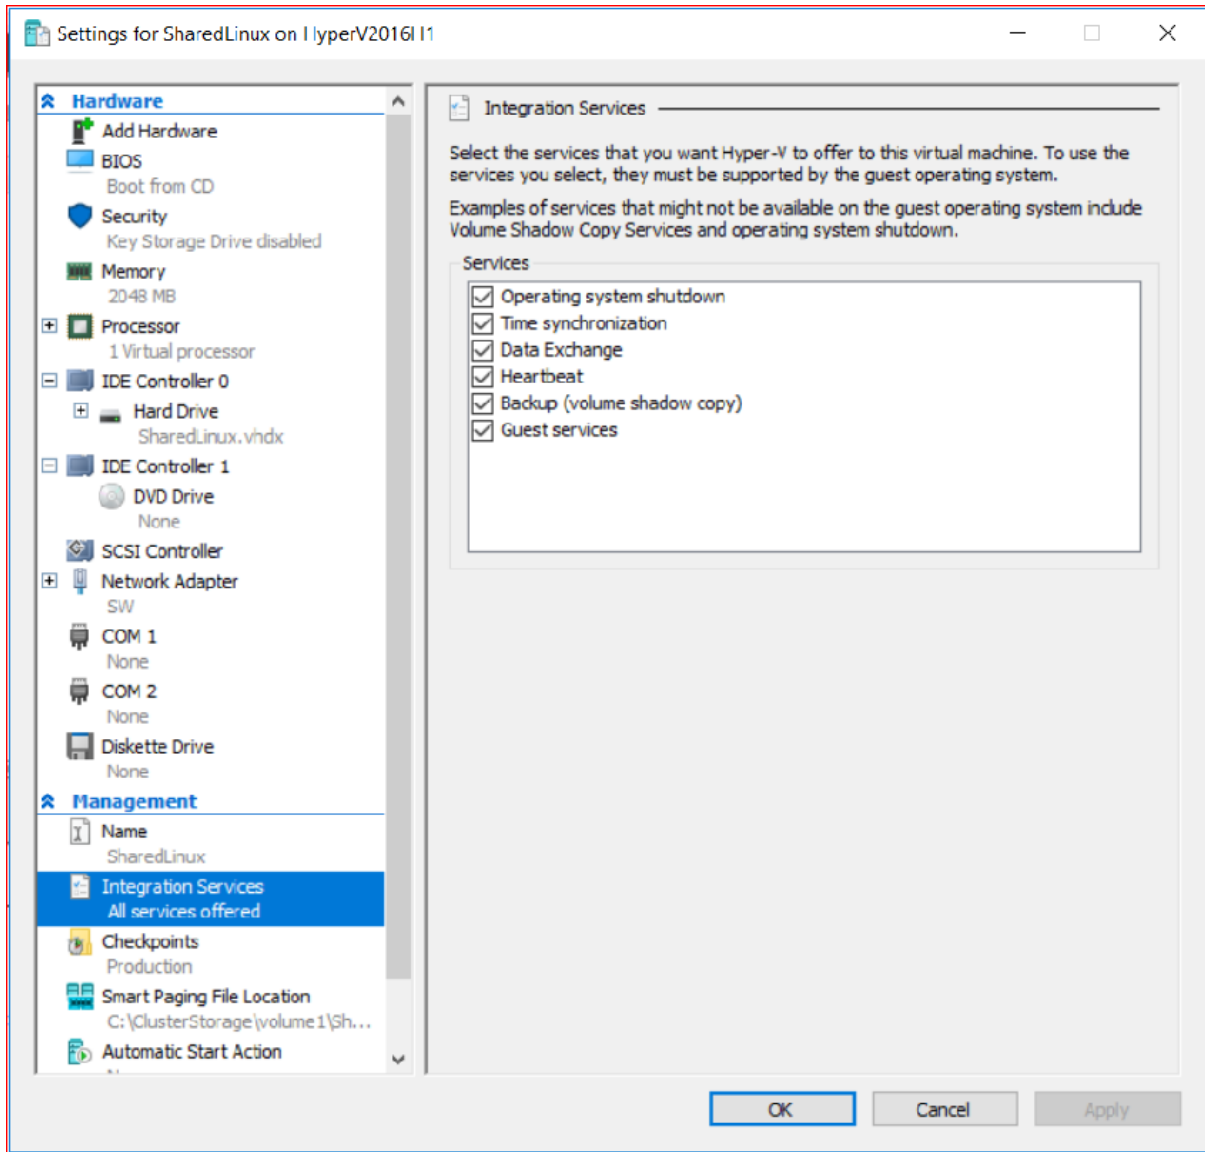 Settings for SharedLinux on HyperV2016H1
Hardware
Add Hardware
BIOS
Boot from CD
Security
Key Storage Drive disabled
Memory
2048 MB
Processor
1 Virtual processor
IDE Controller 0
Hard Drive
SharedLinux.vhdx
IDE Controller 1
DVD Drive
None
SCSI Controller
Network Adapter
SW
COM 1
None
COM 2
None
Diskette Drive
None
Management
Name
SharedLinux
Integration Services
All services offered
Checkpoints
Production
Smart Paging File Location
C:\ClusterStorage\volume1\Sh...
Automatic Start Action
Integration Services
Select the services that you want Hyper-V to offer to this virtual machine. To use the
services you select, they must be supported by the guest operating system.
Examples of services that might not be available on the guest operating system include
Volume Shadow Copy Services and operating system shutdown.
Services
Operating system shutdown
Time synchronization
Data Exchange
Heartbeat
Backup (volume shadow copy)
Guest services
OK
Cancel
Apply